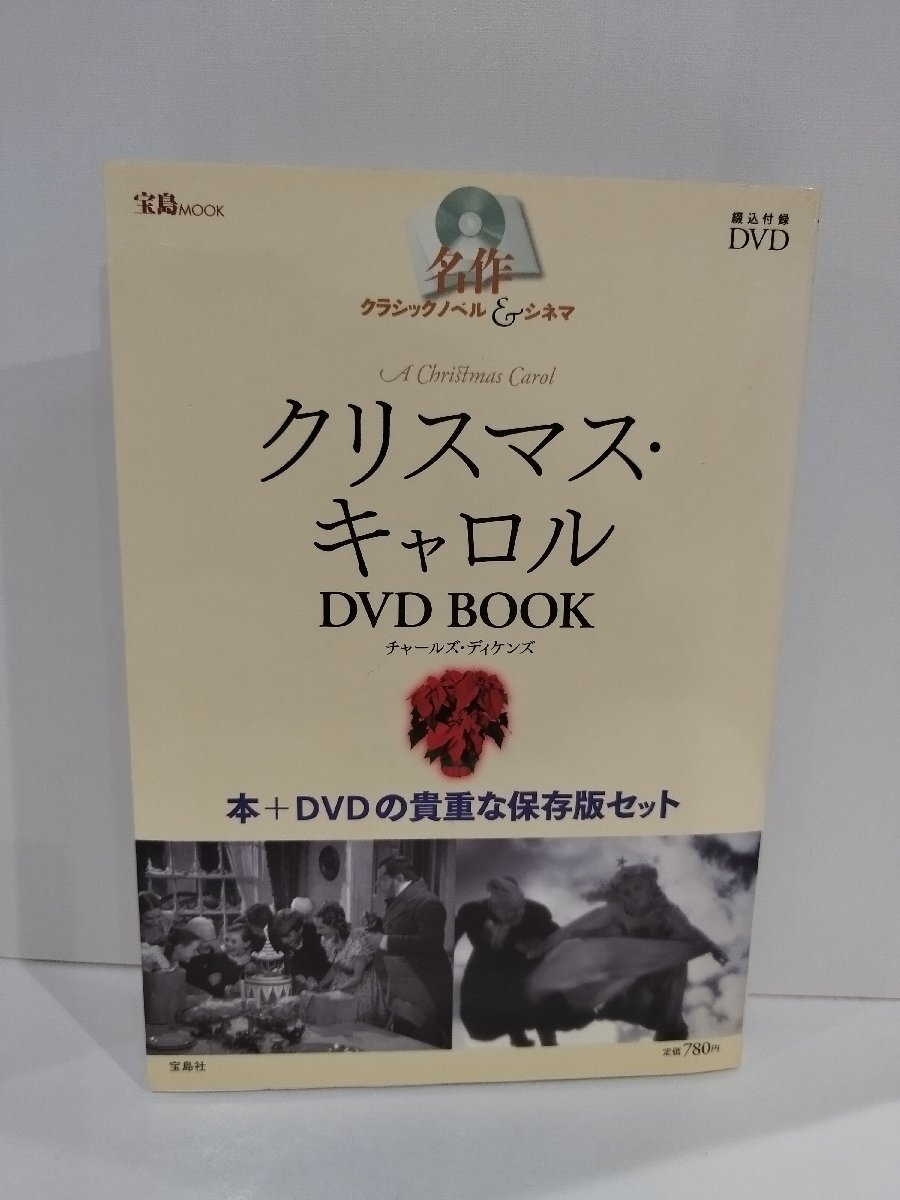 宝島MOOK
綴込付録
DVD
名作
クラシックノベル&シネマ
A Christmas Carol
クリスマス・
キャロル
DVD BOOK
チャールズ・ディケンズ
本+DVDの貴重な保存版セット
定価780円
宝島社